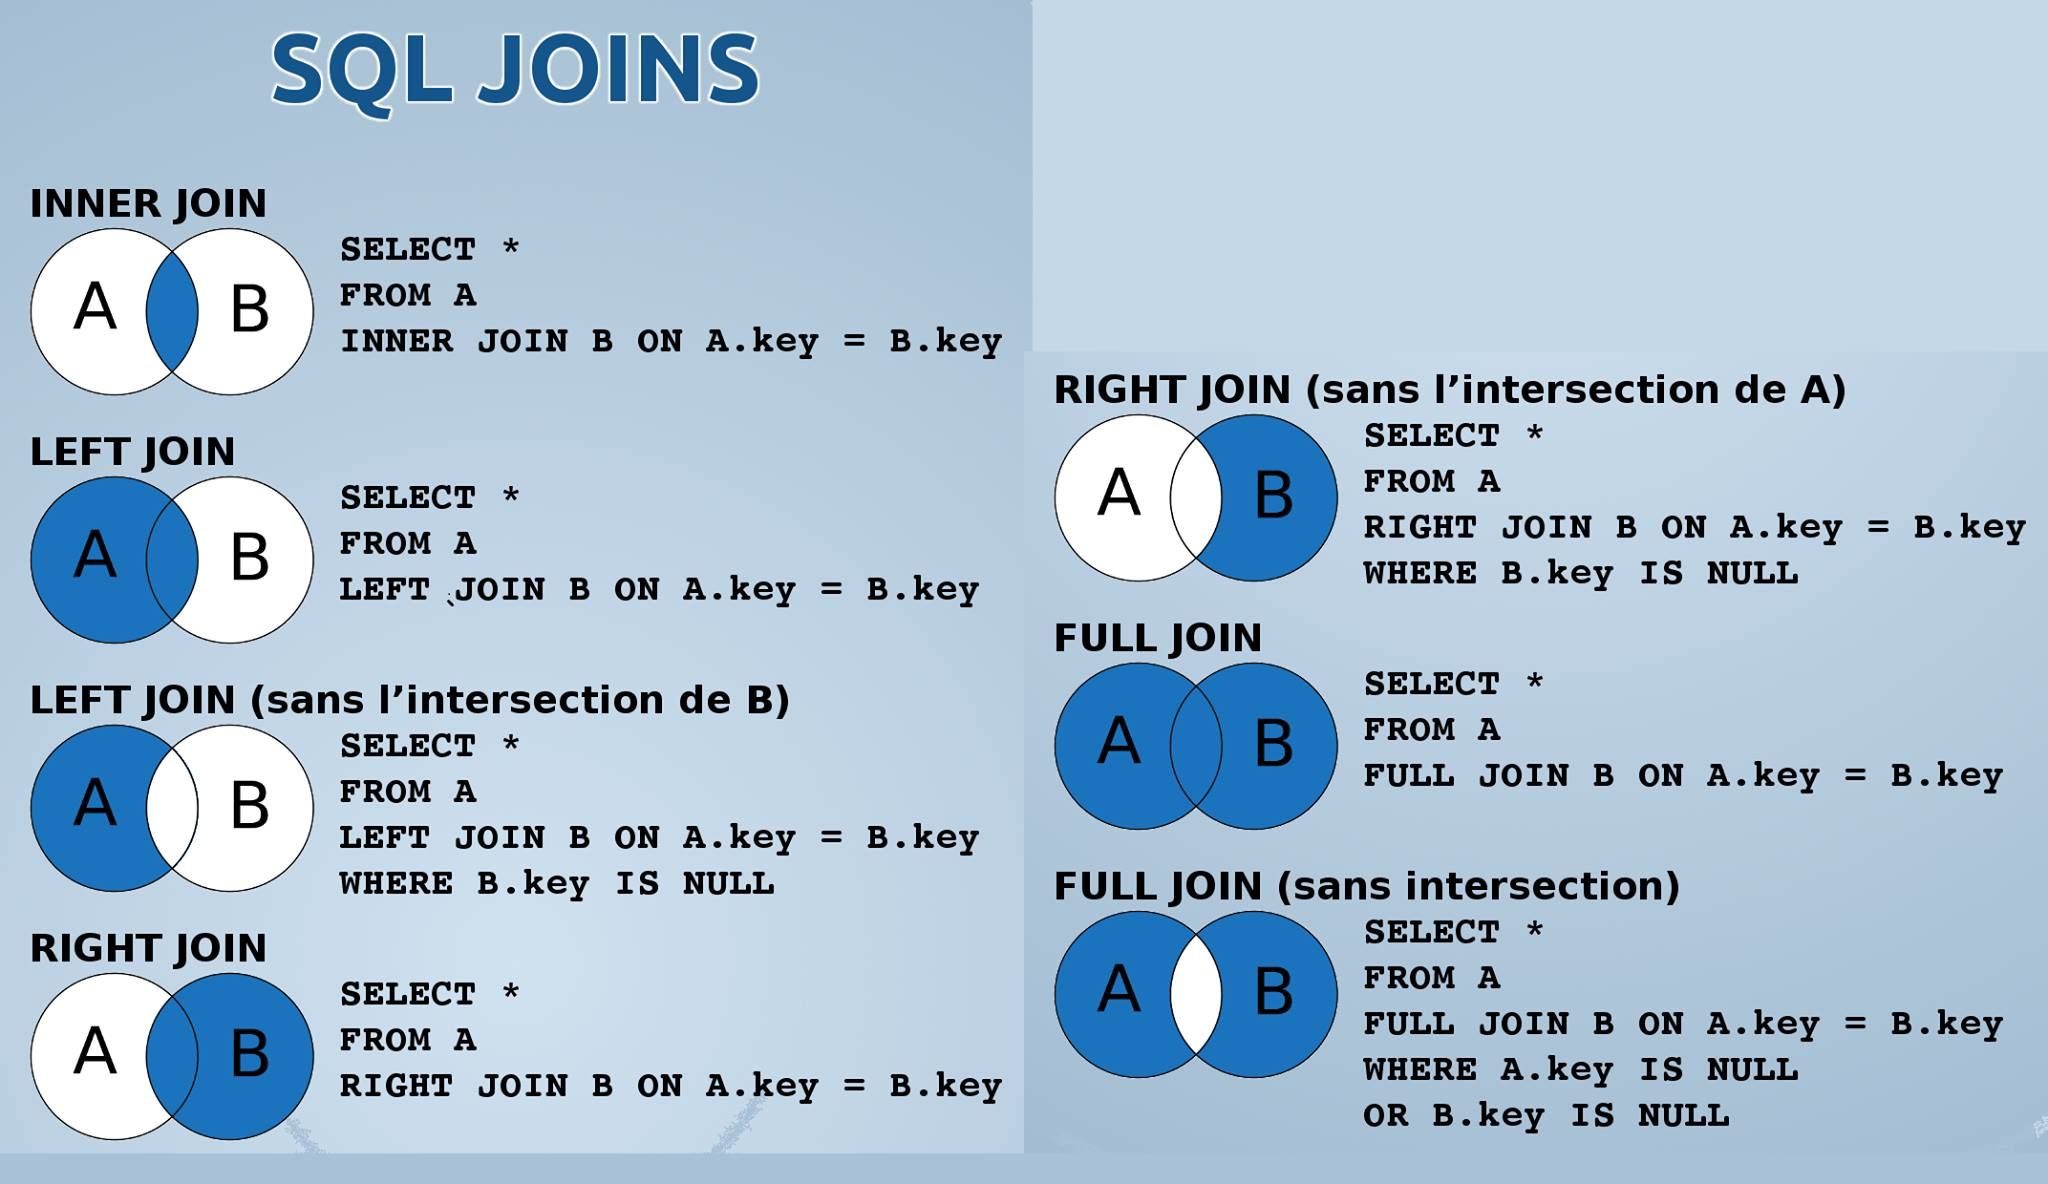 SQL JOINS
INNER JOIN
A B
SELECT *
FROM A
INNER JOIN B ON A.key = B.key
LEFT JOIN
A B
SELECT *
FROM A
LEFT JOIN B ON A.key = B.key
LEFT JOIN (sans l’intersection de B)
A B
SELECT *
FROM A
LEFT JOIN B ON A.key = B.key
WHERE B.key IS NULL
RIGHT JOIN
A B
SELECT *
FROM A
RIGHT JOIN B ON A.key = B.key
RIGHT JOIN (sans l’intersection de A)
A B
SELECT *
FROM A
RIGHT JOIN B ON A.key = B.key
WHERE B.key IS NULL
FULL JOIN
A B
SELECT *
FROM A
FULL JOIN B ON A.key = B.key
FULL JOIN (sans intersection)
A B
SELECT *
FROM A
FULL JOIN B ON A.key = B.key
WHERE A.key IS NULL
OR B.key IS NULL